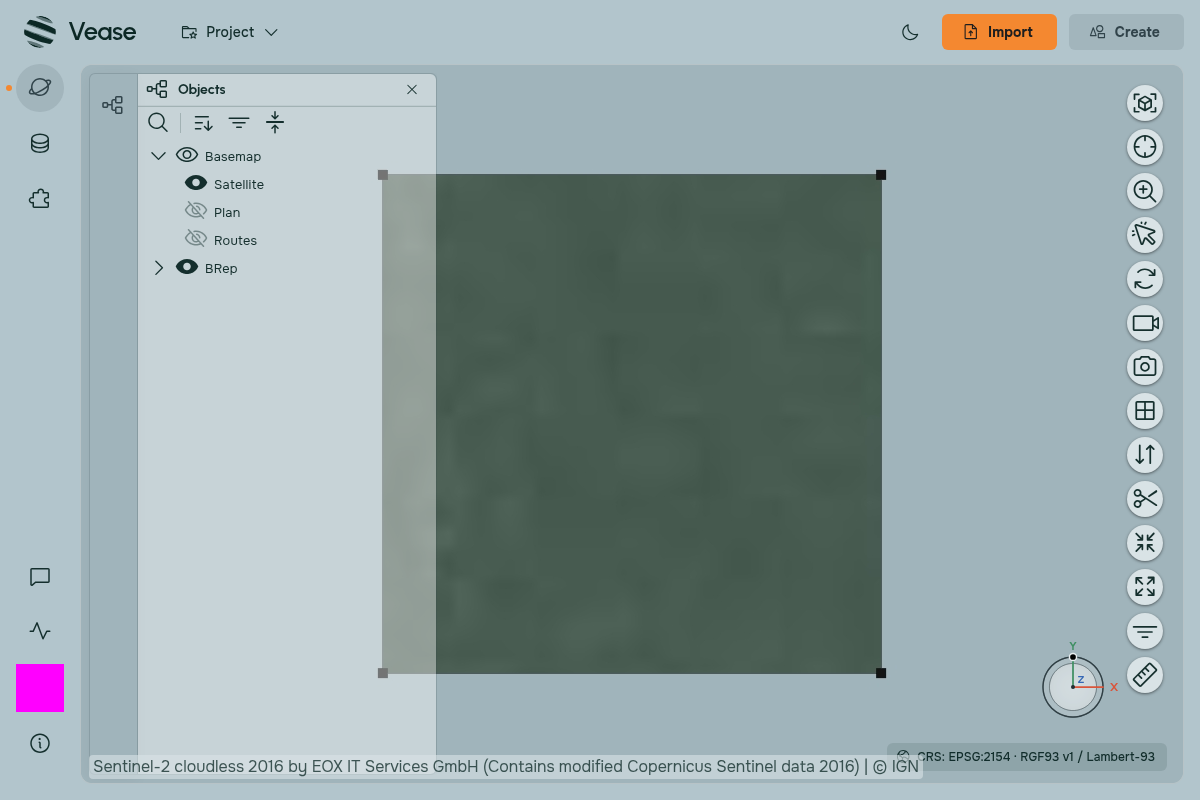 Vease
Project
Import
Create
Objects
Basemap
Satellite
Plan
Routes
BRep
Y
Z
X
CRS: EPSG:2154 · RGF93 v1 / Lambert-93
Sentinel-2 cloudless 2016 by EOX IT Services GmbH (Contains modified Copernicus Sentinel data 2016) | © IGN